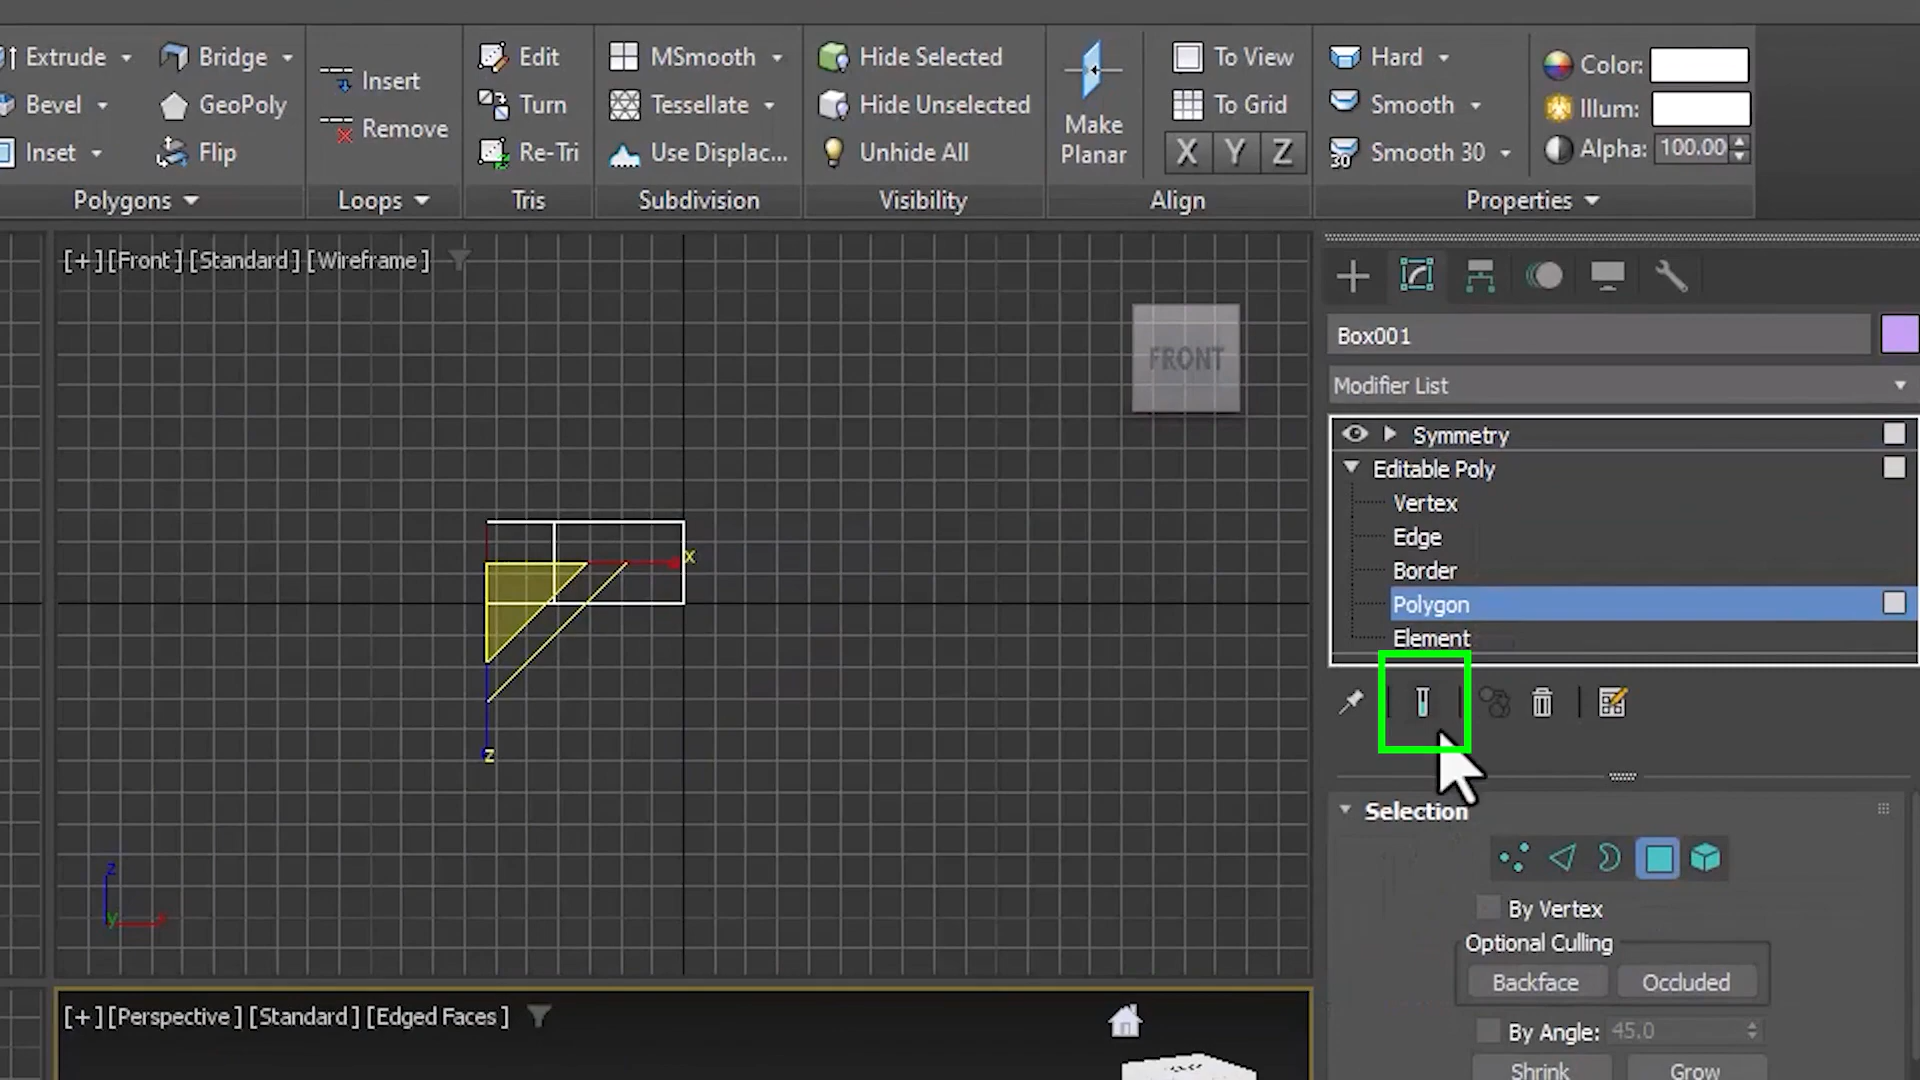 Extrude
Bridge
Insert
Edit
MSmooth
Hide Selected
To View
Hard
Color:
Bevel
GeoPoly
Turn
Tessellate
Hide Unselected
Make
Planar
To Grid
Smooth
Illum:
Inset
Flip
Remove
Re-Tri
Use Displac...
Unhide All
X Y Z
30
Smooth 30
Alpha: 100.00
Polygons
Loops
Tris
Subdivision
Visibility
Align
Properties
[+] [Front] [Standard] [Wireframe]
FRONT
Box001
Modifier List
Symmetry
Editable Poly
Vertex
Edge
Border
Polygon
Element
x
z
z
y
x
Selection
By Vertex
Optional Culling
Backface
Occluded
By Angle: 45.0
Shrink
Grow
[+] [Perspective] [Standard] [Edged Faces]